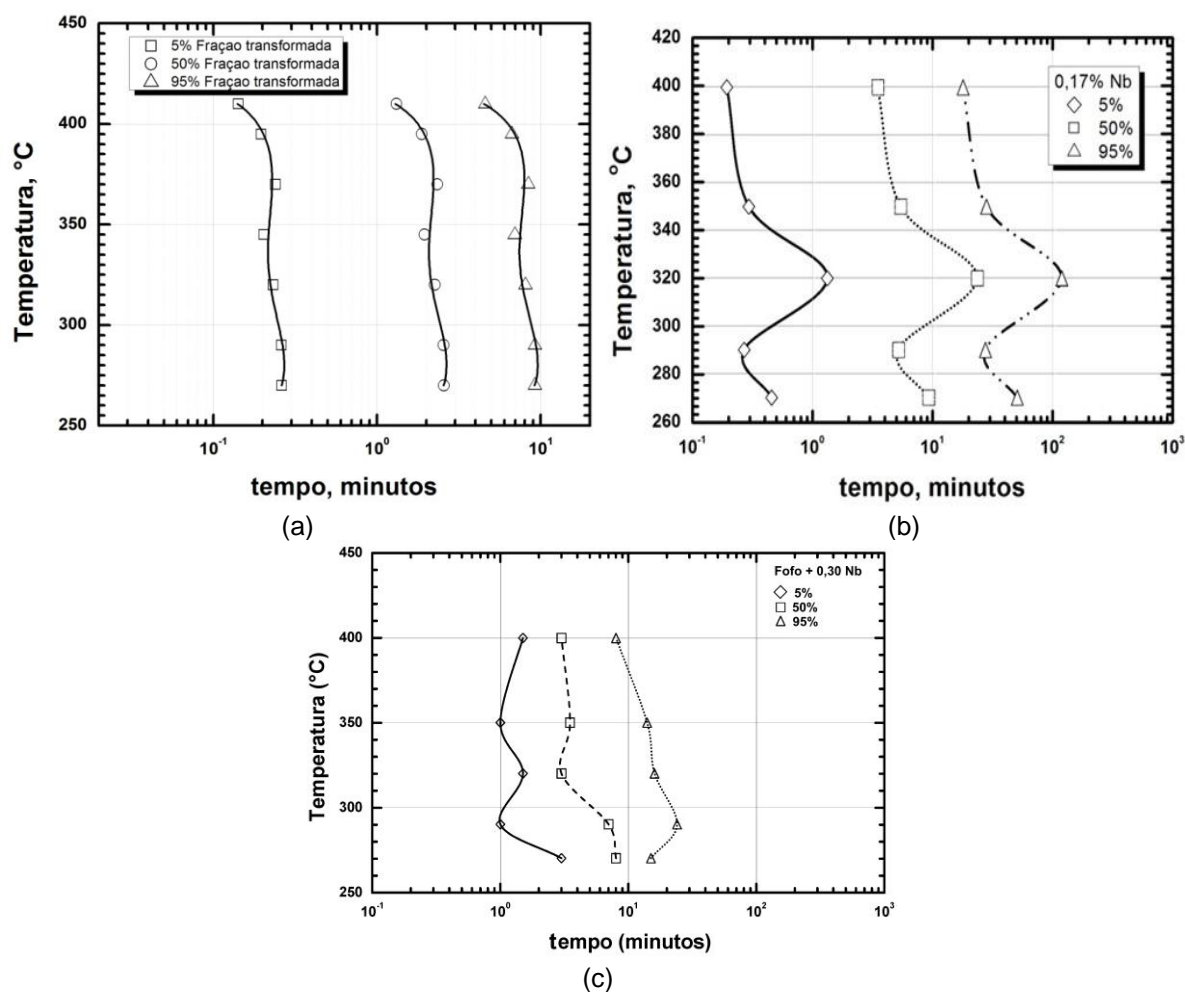 450
400
350
300
250
Temperatura, °C
5% Fraçao transformada
50% Fraçao transformada
95% Fraçao transformada
10-1
100
101
tempo, minutos
(a)
420
400
380
360
340
320
300
280
260
Temperatura, °C
0,17% Nb
5%
50%
95%
10-1
100
101
102
103
tempo, minutos
(b)
450
400
350
300
250
Temperatura (°C)
Fofo + 0,30 Nb
5%
50%
95%
10-1
100
101
102
103
tempo (minutos)
(c)